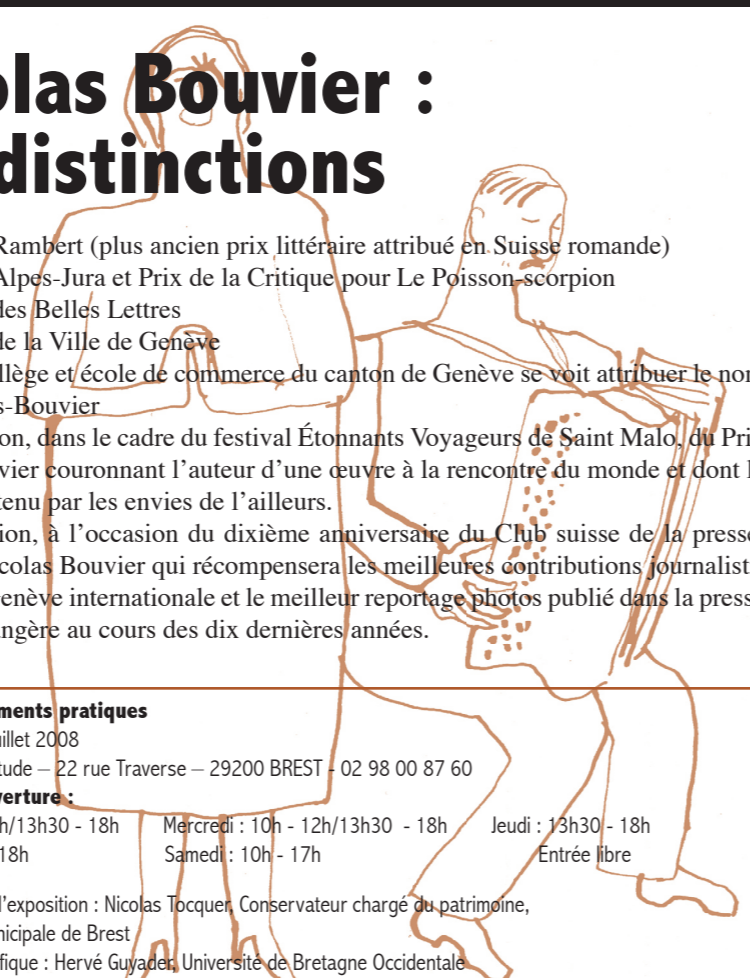 olas Bouvier :
distinctions
Rambert (plus ancien prix littéraire attribué en Suisse romande)
Alpes-Jura et Prix de la Critique pour Le Poisson-scorpion
des Belles Lettres
de la Ville de Genève
llège et école de commerce du canton de Genève se voit attribuer le no
s-Bouvier
on, dans le cadre du festival Étonnants Voyageurs de Saint Malo, du Pri
vier couronnant l’auteur d’une œuvre à la rencontre du monde et dont l
tenu par les envies de l’ailleurs.
ion, à l’occasion du dixième anniversaire du Club suisse de la presse
colas Bouvier qui récompensera les meilleures contributions journalist
enève internationale et le meilleur reportage photos publié dans la press
ngère au cours des dix dernières années.
ments pratiques
uillet 2008
tude – 22 rue Traverse – 29200 BREST - 02 98 00 87 60
verture :
h/13h30 - 18h Mercredi : 10h - 12h/13h30 - 18h Jeudi : 13h30 - 18h
18h Samedi : 10h - 17h Entrée libre
l’exposition : Nicolas Tocquer, Conservateur chargé du patrimoine,
nicipale de Brest
fique : Hervé Guyader, Université de Bretagne Occidentale